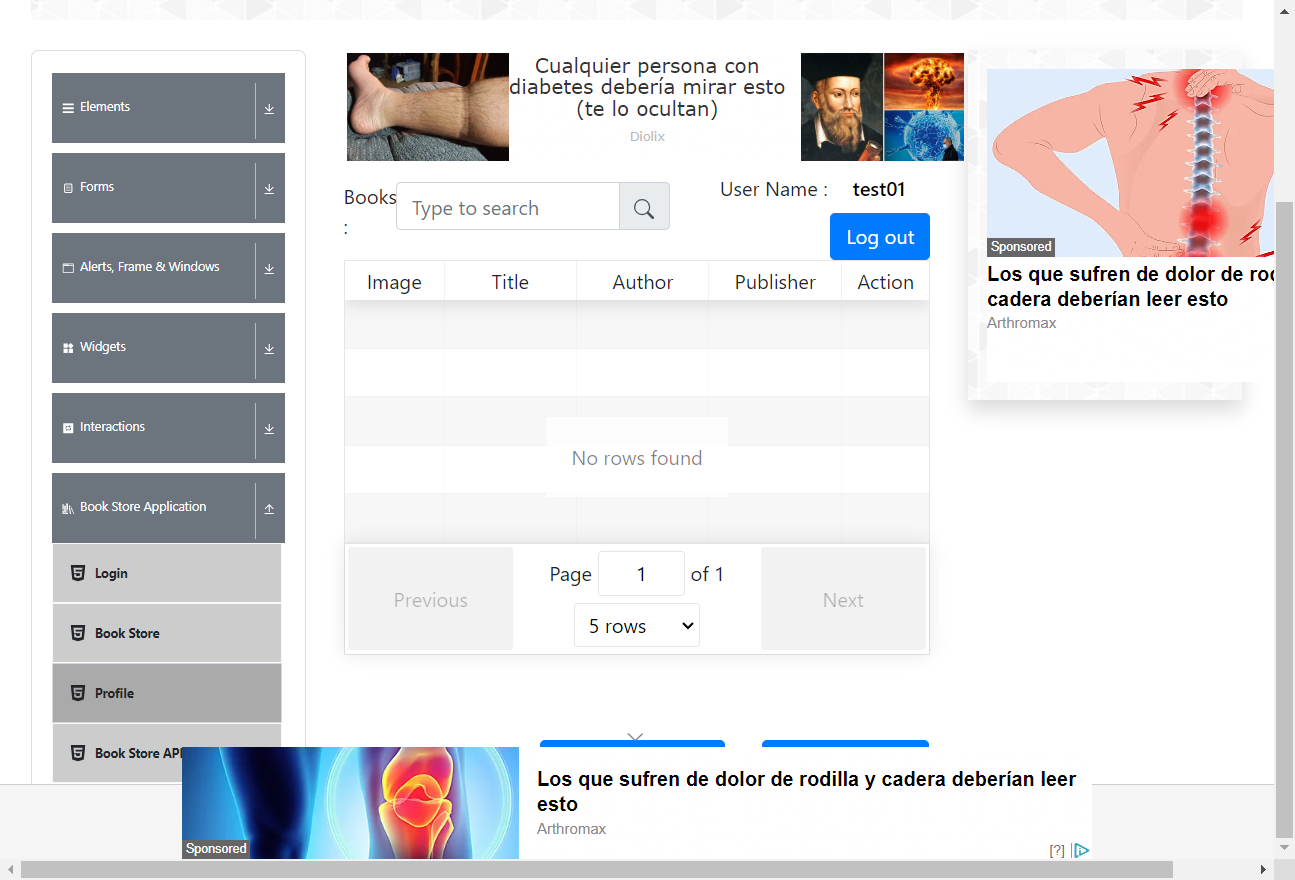 Elements
Forms
Alerts, Frame & Windows
Widgets
Interactions
Book Store Application
Login
Book Store
Profile
Book Store API
Cualquier persona con
diabetes debería mirar esto
(te lo ocultan)
Diolix
Books
:
Type to search
User Name :
test01
Log out
Image
Title
Author
Publisher
Action
No rows found
Previous
Page 1 of 1
5 rows
Next
Sponsored
Los que sufren de dolor de rod
cadera deberían leer esto
Arthromax
Sponsored
Los que sufren de dolor de rodilla y cadera deberían leer
esto
Arthromax
[?]